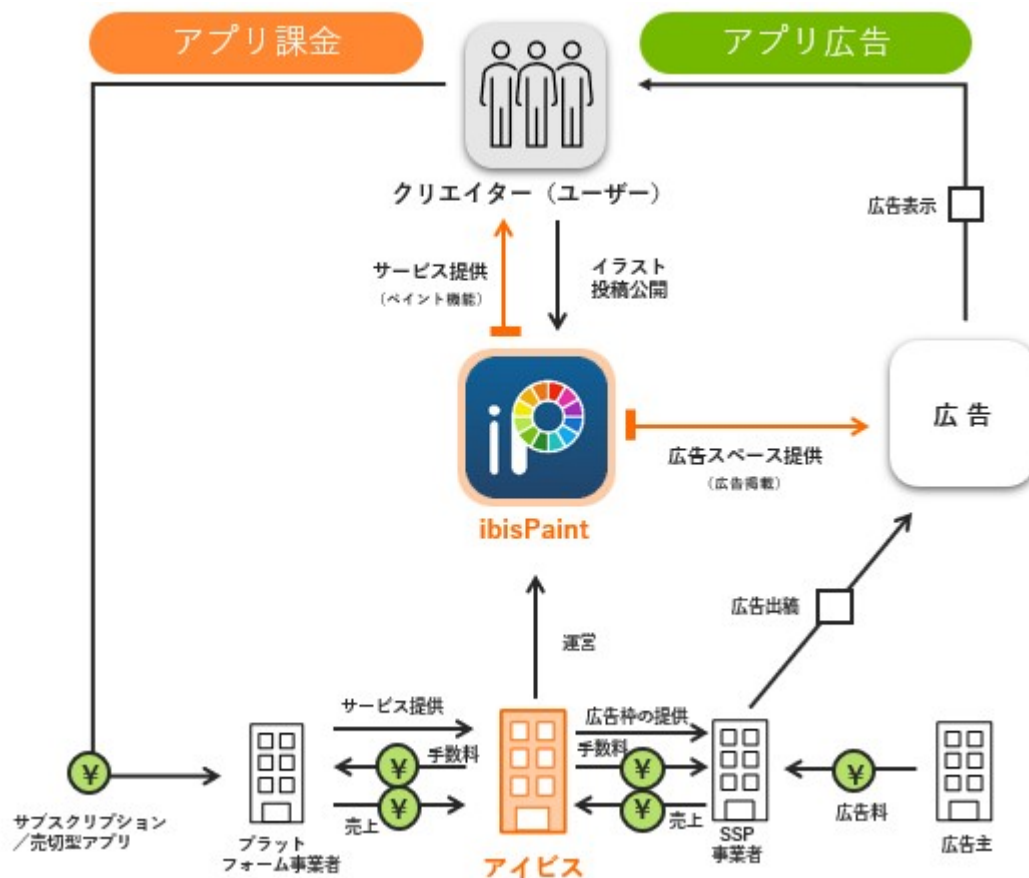 アプリ課金
アプリ広告
クリエイター（ユーザー）
広告表示
サービス提供
（ペイント機能）
イラスト
投稿公開
iP
広告
広告スペース提供
（広告掲載）
ibisPaint
広告出稿
運営
サービス提供
広告枠の提供
手数料
手数料
¥
¥
¥
¥
¥
¥
売上
売上
広告料
サブスクリプション
／売切型アプリ
プラット
フォーム事業者
アイビス
SSP
事業者
広告主